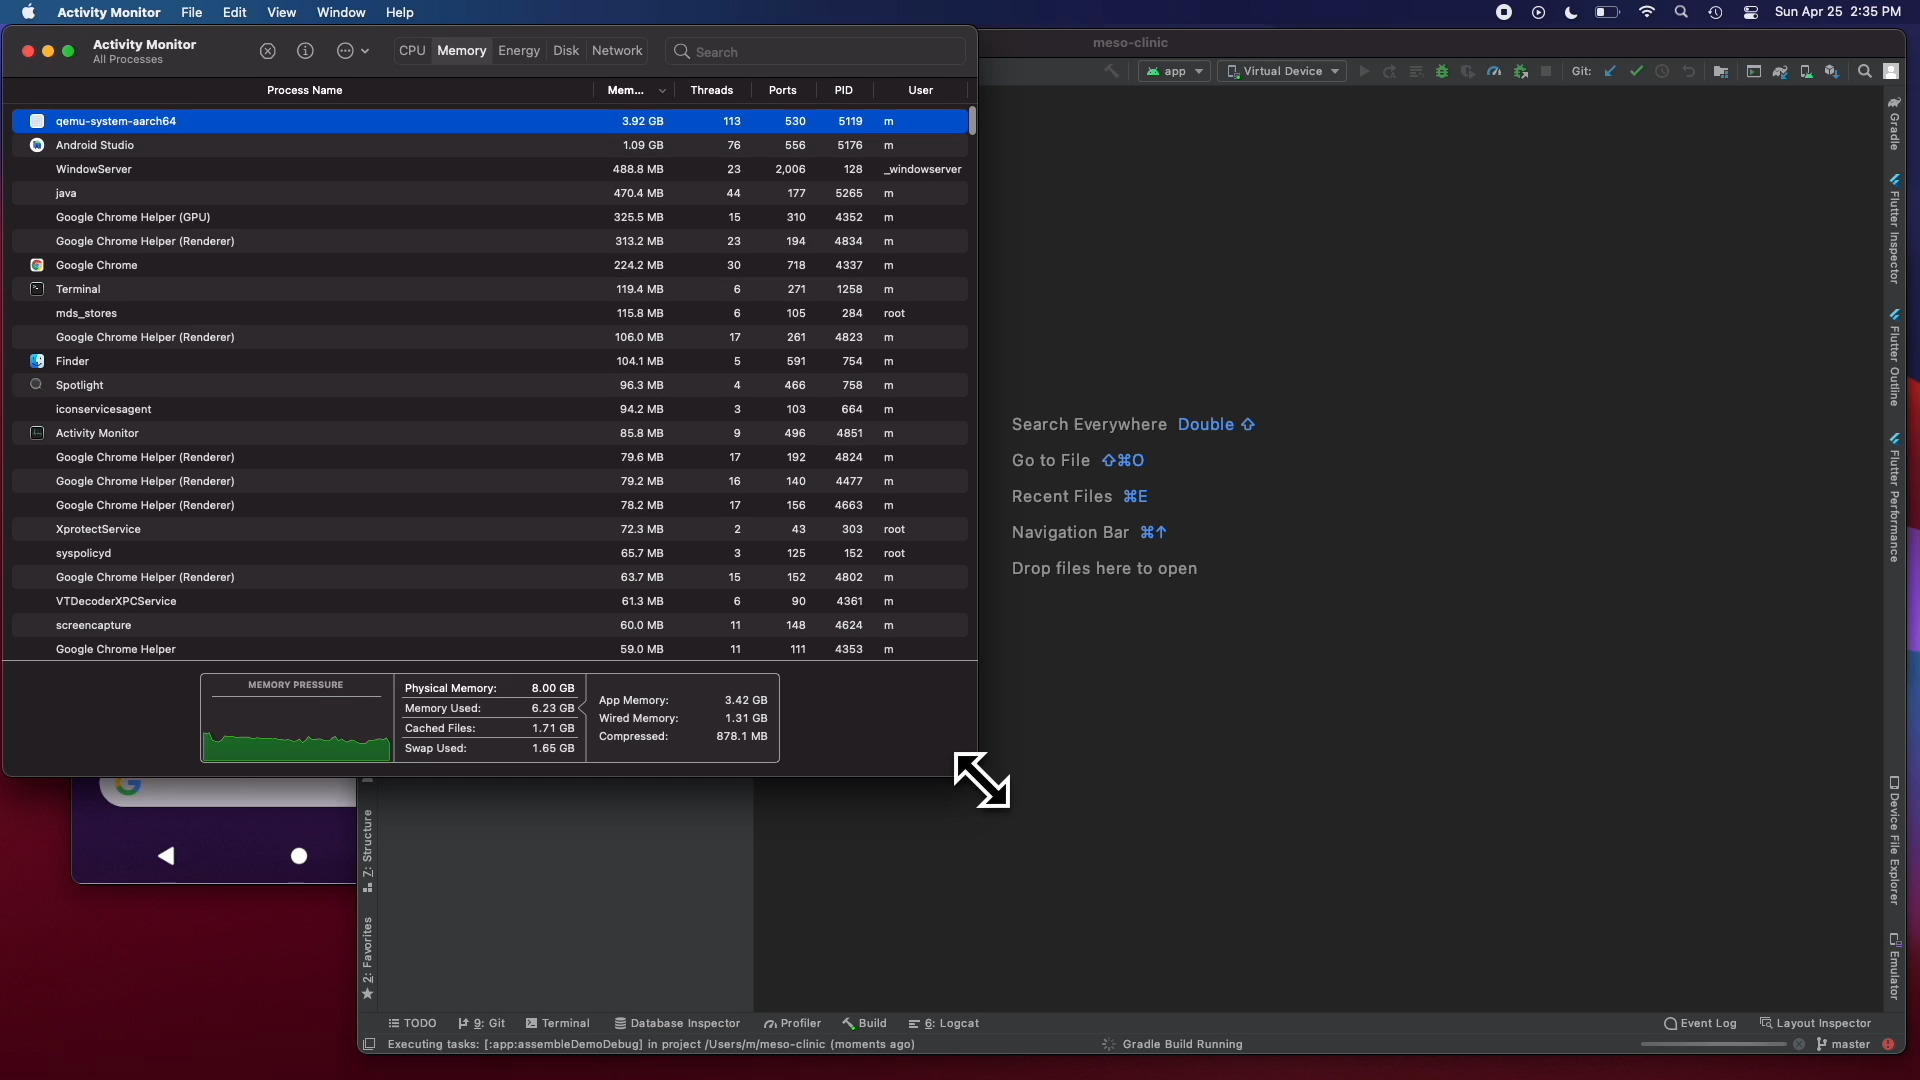 Activity Monitor File Edit View Window Help
Sun Apr 25 2:35 PM
Activity Monitor
All Processes
CPU Memory Energy Disk Network
Search
Process Name Mem... Threads Ports PID User
qemu-system-aarch64 3.92 GB 113 530 5119 m
Android Studio 1.09 GB 76 556 5176 m
WindowServer 488.8 MB 23 2,006 128 _windowserver
java 470.4 MB 44 177 5265 m
Google Chrome Helper (GPU) 325.5 MB 15 310 4352 m
Google Chrome Helper (Renderer) 313.2 MB 23 194 4834 m
Google Chrome 224.2 MB 30 718 4337 m
Terminal 119.4 MB 6 271 1258 m
mds_stores 115.8 MB 6 105 284 root
Google Chrome Helper (Renderer) 106.0 MB 17 261 4823 m
Finder 104.1 MB 5 591 754 m
Spotlight 96.3 MB 4 466 758 m
iconservicesagent 94.2 MB 3 103 664 m
Activity Monitor 85.8 MB 9 496 4851 m
Google Chrome Helper (Renderer) 79.6 MB 17 192 4824 m
Google Chrome Helper (Renderer) 79.2 MB 16 140 4477 m
Google Chrome Helper (Renderer) 78.2 MB 17 156 4663 m
XprotectService 72.3 MB 2 43 303 root
syspolicyd 65.7 MB 3 125 152 root
Google Chrome Helper (Renderer) 63.7 MB 15 152 4802 m
VTDecoderXPCService 61.3 MB 6 90 4361 m
screencapture 60.0 MB 11 148 4624 m
Google Chrome Helper 59.0 MB 11 111 4353 m
MEMORY PRESSURE
Physical Memory: 8.00 GB
Memory Used: 6.23 GB
Cached Files: 1.71 GB
Swap Used: 1.65 GB
App Memory: 3.42 GB
Wired Memory: 1.31 GB
Compressed: 878.1 MB
meso-clinic
app Virtual Device Git:
Search Everywhere Double ⇧
Go to File ⇧⌘O
Recent Files ⌘E
Navigation Bar ⌘↑
Drop files here to open
Gradle
Flutter Inspector
Flutter Outline
Flutter Performance
Device File Explorer
Emulator
7: Structure
2: Favorites
TODO 9: Git Terminal Database Inspector Profiler Build 6: Logcat Event Log Layout Inspector
Executing tasks: [:app:assembleDemoDebug] in project /Users/m/meso-clinic (moments ago) Gradle Build Running master